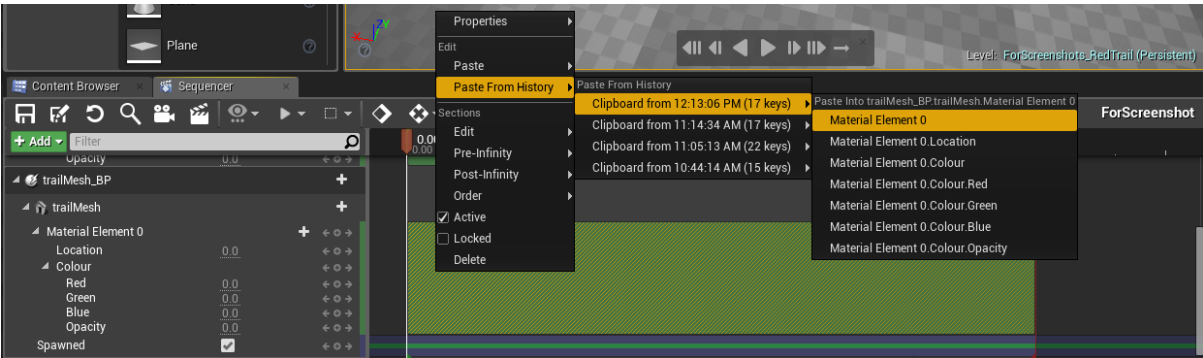 Plane
Level: ForScreenshots_RedTrail (Persistent)
Content Browser
Sequencer
ForScreenshot
+ Add
Filter
0.00
Opacity 0.0
trailMesh_BP
trailMesh
Material Element 0
Location 0.0
Colour
Red 0.0
Green 0.0
Blue 0.0
Opacity 0.0
Spawned
Properties
Edit
Paste
Paste From History
Sections
Edit
Pre-Infinity
Post-Infinity
Order
Active
Locked
Delete
Paste From History
Clipboard from 12:13:06 PM (17 keys)
Clipboard from 11:14:34 AM (17 keys)
Clipboard from 11:05:13 AM (22 keys)
Clipboard from 10:44:14 AM (15 keys)
Paste Into trailMesh_BP.trailMesh.Material Element 0
Material Element 0
Material Element 0.Location
Material Element 0.Colour
Material Element 0.Colour.Red
Material Element 0.Colour.Green
Material Element 0.Colour.Blue
Material Element 0.Colour.Opacity